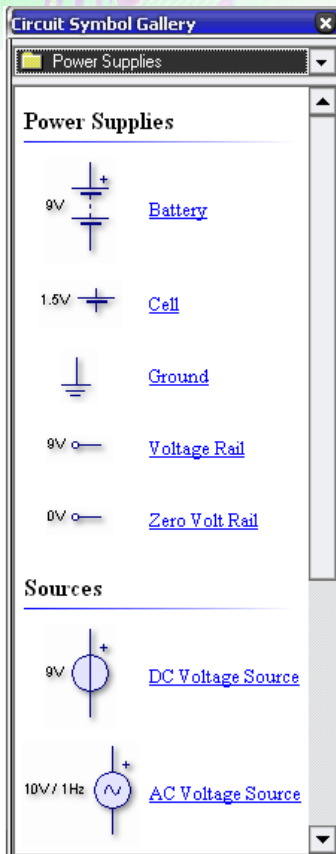 Circuit Symbol Gallery
Power Supplies
Power Supplies
+
9V
Battery
1.5V
Cell
Ground
9V
Voltage Rail
0V
Zero Volt Rail
Sources
+
9V
DC Voltage Source
+
10V / 1Hz
AC Voltage Source